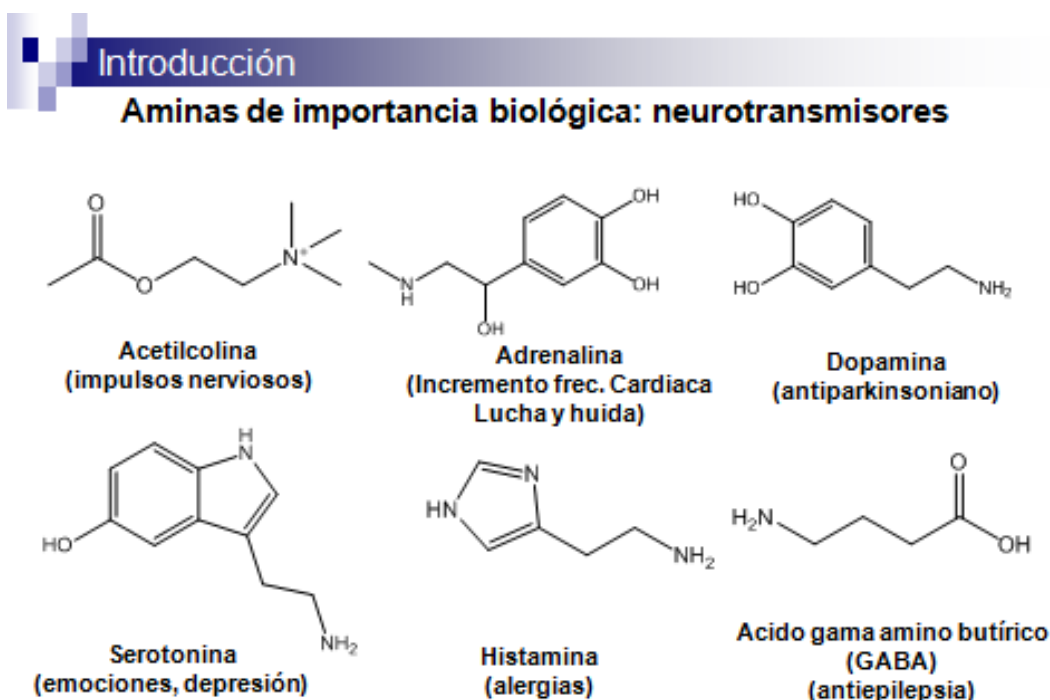 Introducción
Aminas de importancia biológica: neurotransmisores
O
O
N+
Acetilcolina
(impulsos nerviosos)
OH
OH
N
H
OH
Adrenalina
(Incremento frec. Cardiaca
Lucha y huida)
HO
HO
NH2
Dopamina
(antiparkinsoniano)
H
N
HO
NH2
Serotonina
(emociones, depresión)
N
HN
NH2
Histamina
(alergias)
O
H2N
OH
Acido gama amino butírico
(GABA)
(antiepilepsia)